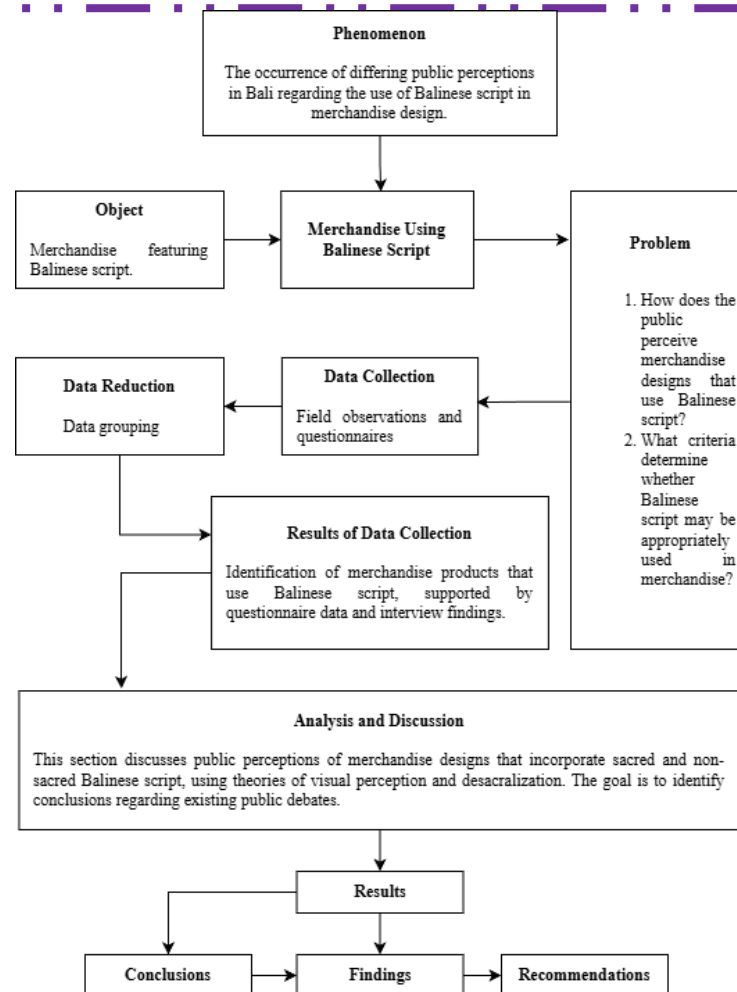 Phenomenon
The occurrence of differing public perceptions
in Bali regarding the use of Balinese script in
merchandise design.
Object
Merchandise featuring
Balinese script.
Merchandise Using
Balinese Script
Problem
1. How does the
public
perceive
merchandise
designs that
use Balinese
script?
2. What criteria
determine
whether
Balinese
script may be
appropriately
used in
merchandise?
Data Collection
Field observations and
questionnaires
Data Reduction
Data grouping
Results of Data Collection
Identification of merchandise products that
use Balinese script, supported by
questionnaire data and interview findings.
Analysis and Discussion
This section discusses public perceptions of merchandise designs that incorporate sacred and non-
sacred Balinese script, using theories of visual perception and desacralization. The goal is to identify
conclusions regarding existing public debates.
Results
Conclusions
Findings
Recommendations